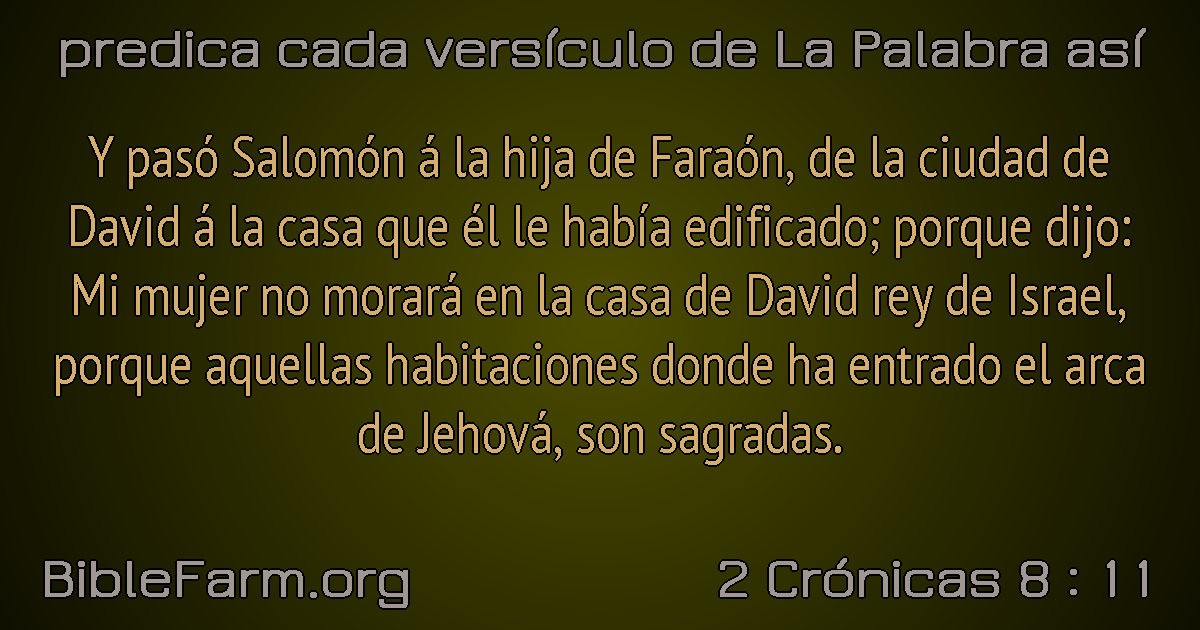 predica cada versículo de La Palabra así
Y pasó Salomón á la hija de Faraón, de la ciudad de
David á la casa que él le había edificado; porque dijo:
Mi mujer no morará en la casa de David rey de Israel,
porque aquellas habitaciones donde ha entrado el arca
de Jehová, son sagradas.
BibleFarm.org
2 Crónicas 8 : 11